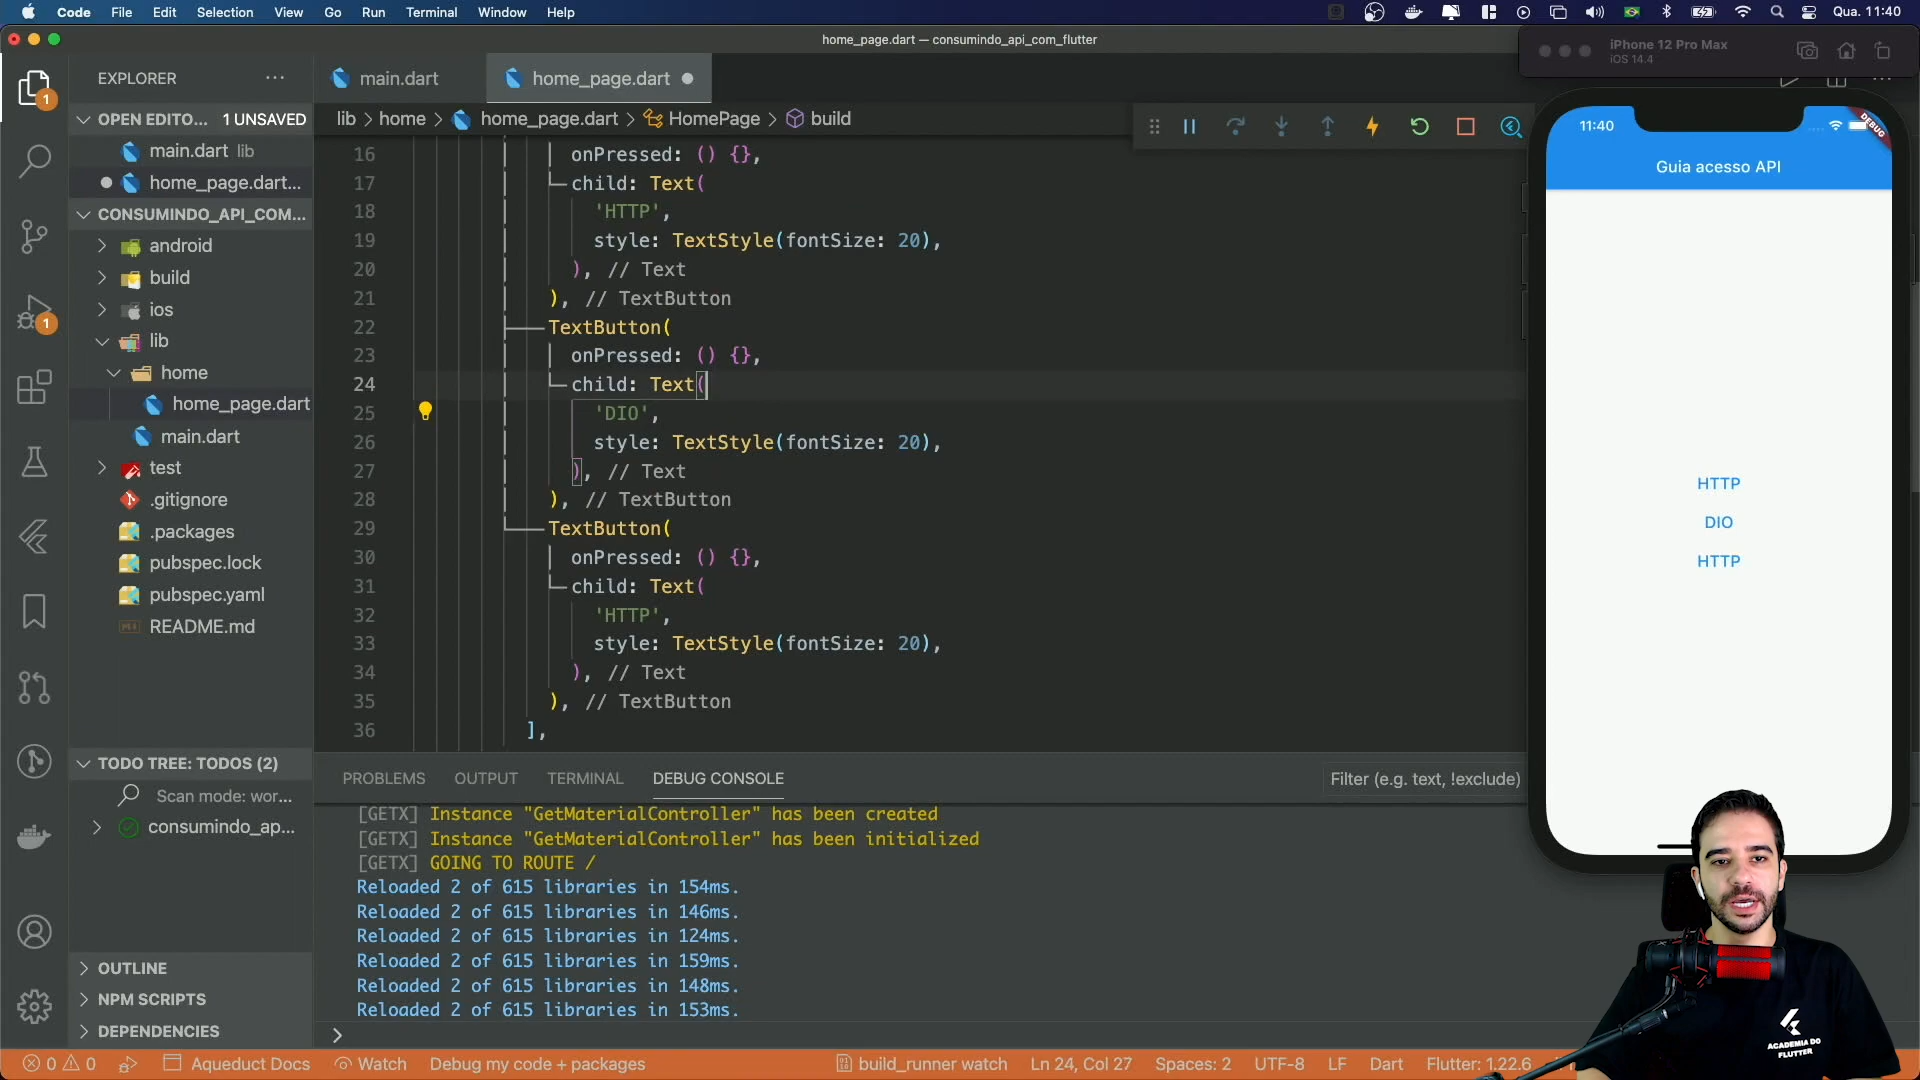 Code File Edit Selection View Go Run Terminal Window Help
Qua. 11:40
home_page.dart — consumindo_api_com_flutter
iPhone 12 Pro Max
iOS 14.4
EXPLORER
main.dart
home_page.dart
OPEN EDITO... 1 UNSAVED
main.dart lib
home_page.dart...
CONSUMINDO_API_COM...
android
build
ios
lib
home
home_page.dart
main.dart
test
.gitignore
.packages
pubspec.lock
pubspec.yaml
README.md
TODO TREE: TODOS (2)
Scan mode: wor...
consumindo_ap...
OUTLINE
NPM SCRIPTS
DEPENDENCIES
1
1
lib > home > home_page.dart > HomePage > build
16 onPressed: () {},
17 child: Text(
18 'HTTP',
19 style: TextStyle(fontSize: 20),
20 ), // Text
21 ), // TextButton
22 TextButton(
23 onPressed: () {},
24 child: Text(
25 'DIO',
26 style: TextStyle(fontSize: 20),
27 ), // Text
28 ), // TextButton
29 TextButton(
30 onPressed: () {},
31 child: Text(
32 'HTTP',
33 style: TextStyle(fontSize: 20),
34 ), // Text
35 ), // TextButton
36 ],
PROBLEMS OUTPUT TERMINAL DEBUG CONSOLE
Filter (e.g. text, !exclude)
[GETX] Instance "GetMaterialController" has been created
[GETX] Instance "GetMaterialController" has been initialized
[GETX] GOING TO ROUTE /
Reloaded 2 of 615 libraries in 154ms.
Reloaded 2 of 615 libraries in 146ms.
Reloaded 2 of 615 libraries in 124ms.
Reloaded 2 of 615 libraries in 159ms.
Reloaded 2 of 615 libraries in 148ms.
Reloaded 2 of 615 libraries in 153ms.
>
11:40
DEBUG
Guia acesso API
HTTP
DIO
HTTP
ACADEMIA DO
FLUTTER
0 0 Aqueduct Docs Watch Debug my code + packages build_runner watch Ln 24, Col 27 Spaces: 2 UTF-8 LF Dart Flutter: 1.22.6